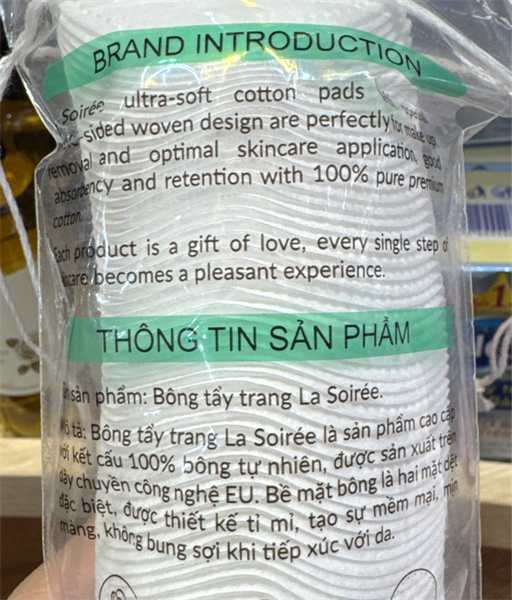 BRAND INTRODUCTION
Soirée ultra-soft cotton pads
-sided woven design are perfectly for make up
removal and optimal skincare application, good
absorbency and retention with 100% pure premium
cotton.
Each product is a gift of love, every single step of
skincare becomes a pleasant experience.
THÔNG TIN SẢN PHẨM
Tên sản phẩm: Bông tẩy trang La Soirée.
Mô tả: Bông tẩy trang La Soirée là sản phẩm cao cấp
với kết cấu 100% bông tự nhiên, được sản xuất trên
dây chuyền công nghệ EU. Bề mặt bông là hai mặt dệt
đặc biệt, được thiết kế tỉ mỉ, tạo sự mềm mại, mịn
màng, không bung sợi khi tiếp xúc với da.